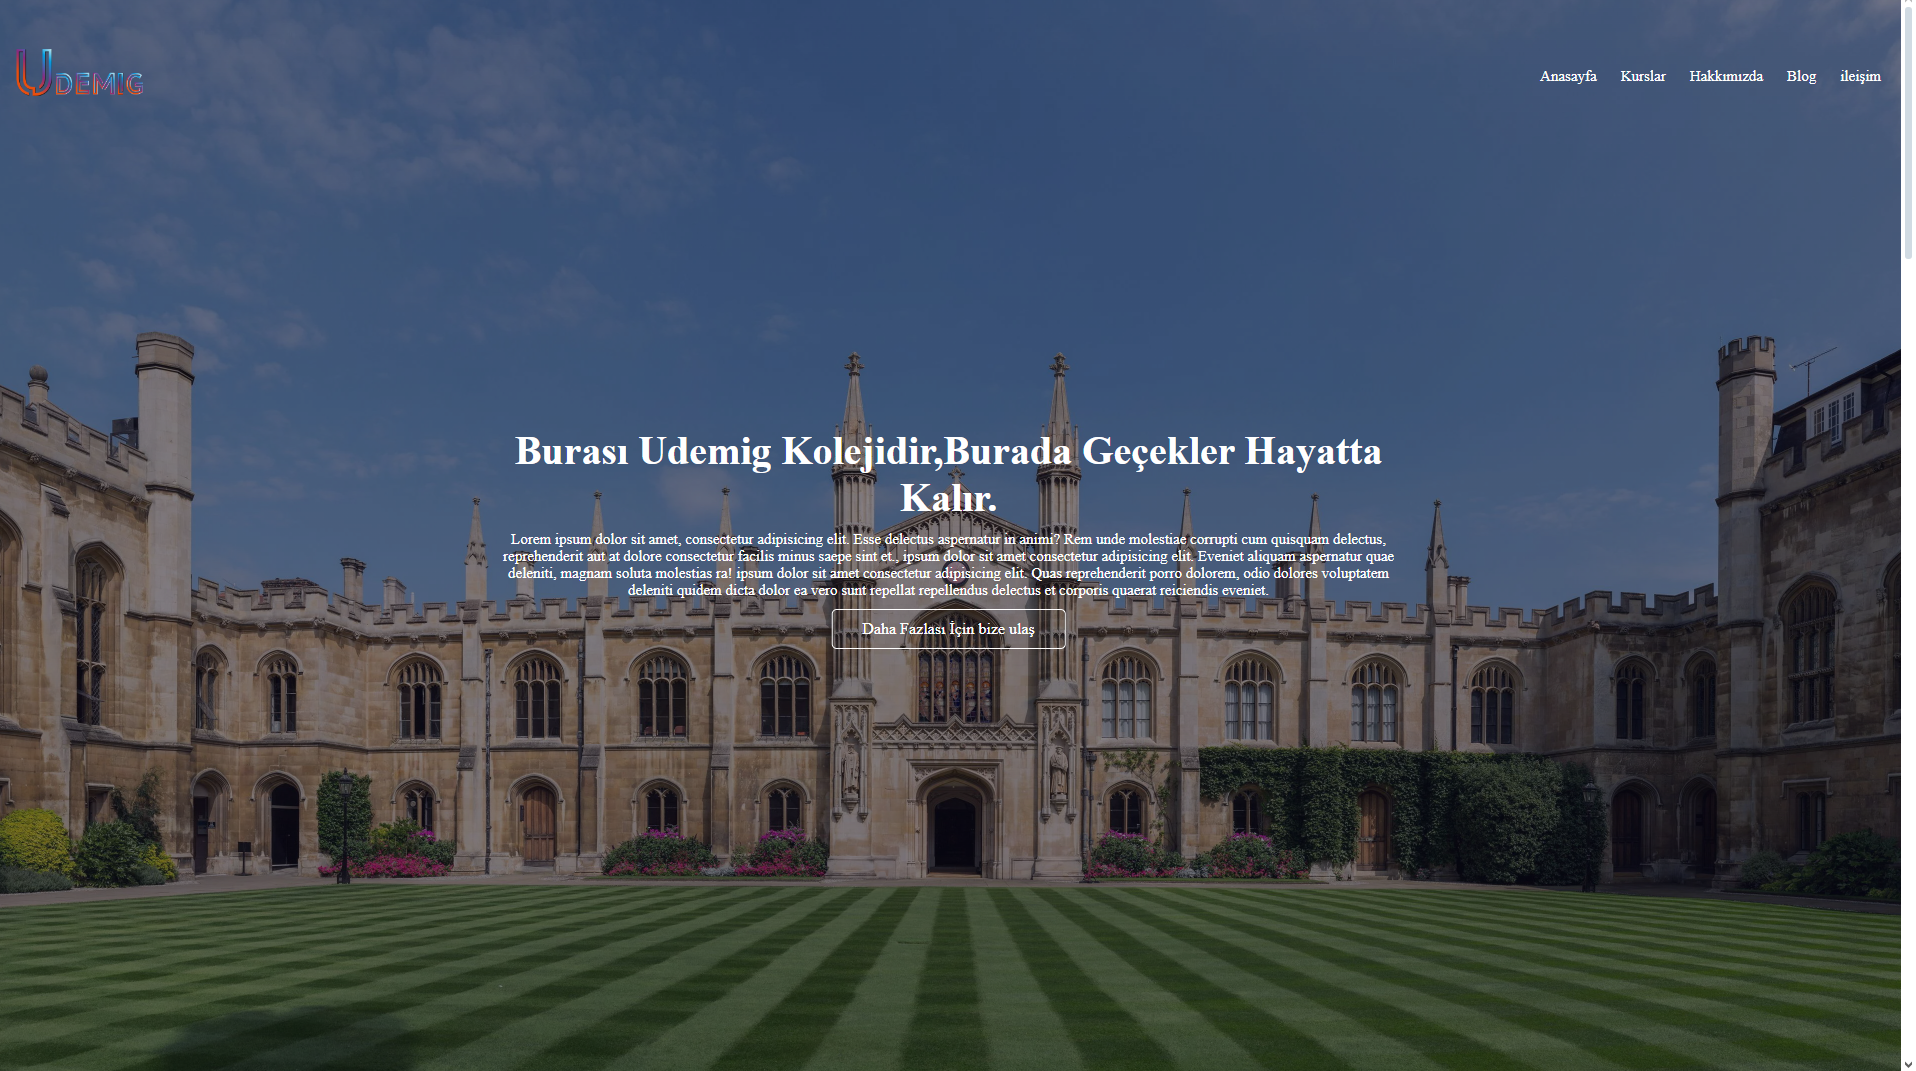 UDEMIG
Anasayfa Kurslar Hakkımızda Blog ileişim
Burası Udemig Kolejidir,Burada Geçekler Hayatta
Kalır.
Lorem ipsum dolor sit amet, consectetur adipisicing elit. Esse delectus aspernatur in animi? Rem unde molestiae corrupti cum quisquam delectus,
reprehenderit aut at dolore consectetur facilis minus saepe sint et., ipsum dolor sit amet consectetur adipisicing elit. Eveniet aliquam aspernatur quae
deleniti, magnam soluta molestias ra! ipsum dolor sit amet consectetur adipisicing elit. Quas reprehenderit porro dolorem, odio dolores voluptatem
deleniti quidem dicta dolor ea vero sunt repellat repellendus delectus et corporis quaerat reiciendis eveniet.
Daha Fazlası İçin bize ulaş